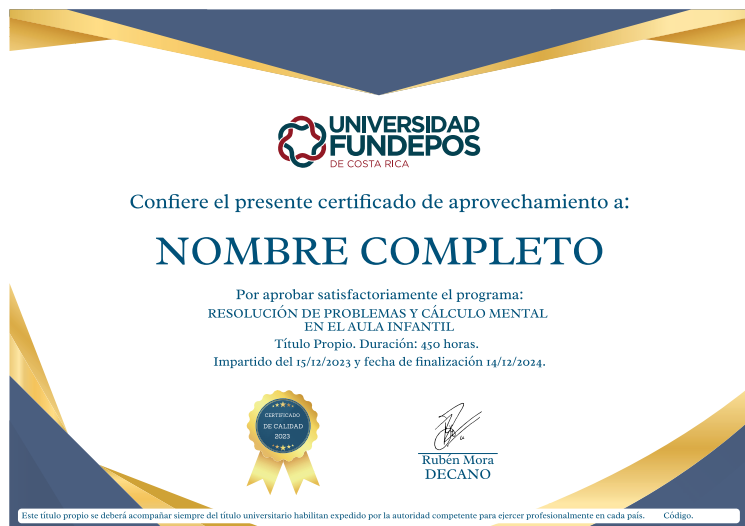 UNIVERSIDAD
FUNDEPOS
DE COSTA RICA
Confiere el presente certificado de aprovechamiento a:
NOMBRE COMPLETO
Por aprobar satisfactoriamente el programa:
RESOLUCIÓN DE PROBLEMAS Y CÁLCULO MENTAL
EN EL AULA INFANTIL
Título Propio. Duración: 450 horas.
Impartido del 15/12/2023 y fecha de finalización 14/12/2024.
CERTIFICADO
DE CALIDAD
2023
Rubén Mora
DECANO
Este título propio se deberá acompañar siempre del título universitario habilitan expedido por la autoridad competente para ejercer profesionalmente en cada país. Código.